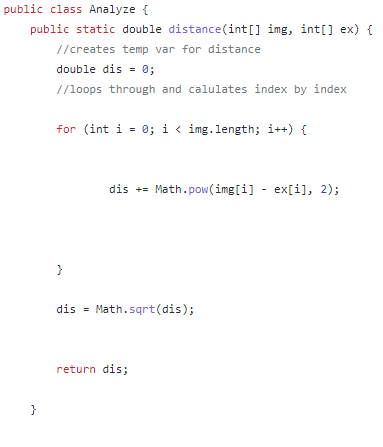 public class Analyze {
public static double distance(int[] img, int[] ex) {
//creates temp var for distance
double dis = 0;
//loops through and calulates index by index
for (int i = 0; i < img.length; i++) {
dis += Math.pow(img[i] - ex[i], 2);
}
dis = Math.sqrt(dis);
return dis;
}